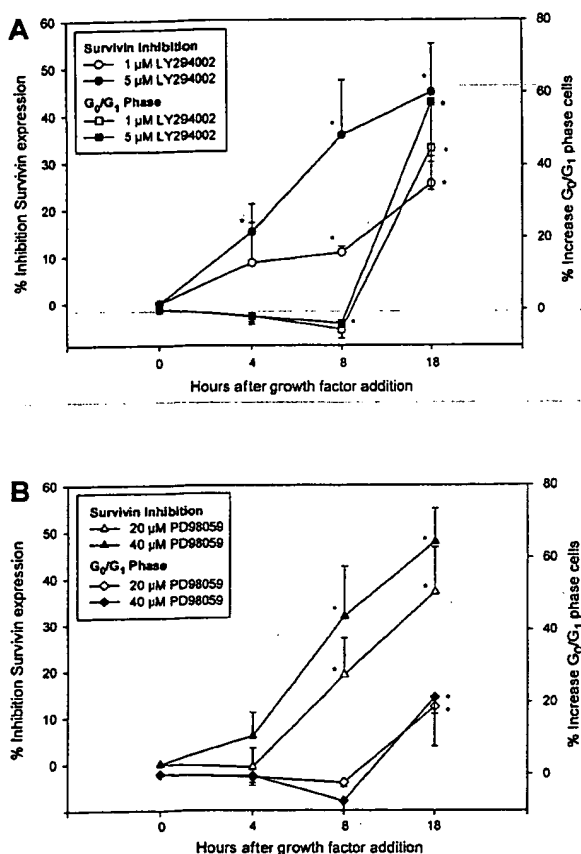 A
Survivin Inhibition
1 µM LY294002
5 µM LY294002
G0/G1 Phase
1 µM LY294002
5 µM LY294002
60
50
40
30
20
10
0
80
60
40
20
0
% Inhibition Survivin expression
% Increase G0/G1 phase cells
* * * * * * * *
0 4 8 18
Hours after growth factor addition
B
Survivin Inhibition
20 µM PD98059
40 µM PD98059
G0/G1 Phase
20 µM PD98059
40 µM PD98059
60
50
40
30
20
10
0
80
60
40
20
0
% Inhibition Survivin expression
% Increase G0/G1 phase cells
* * * * * *
0 4 8 18
Hours after growth factor addition